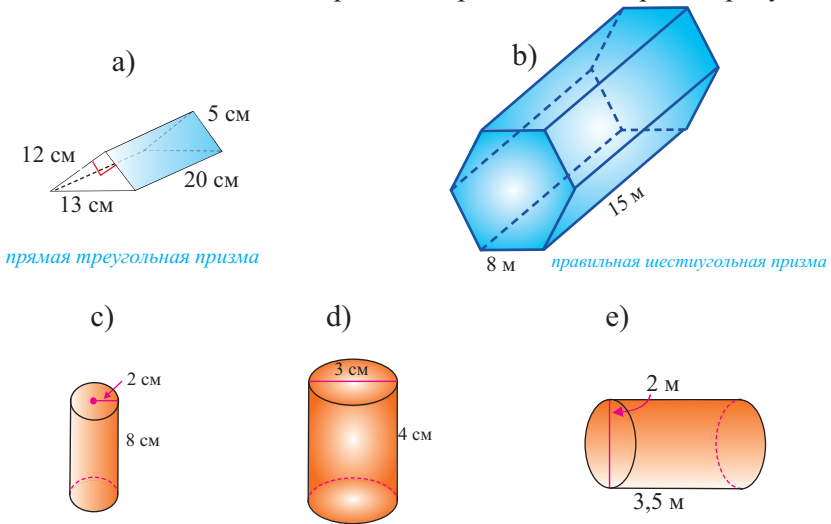 a)
b)
5 см
12 см
20 см
13 см
15 м
8 м
прямая треугольная призма
правильная шестиугольная призма
c)
d)
e)
2 см
8 см
3 см
4 см
2 м
3,5 м